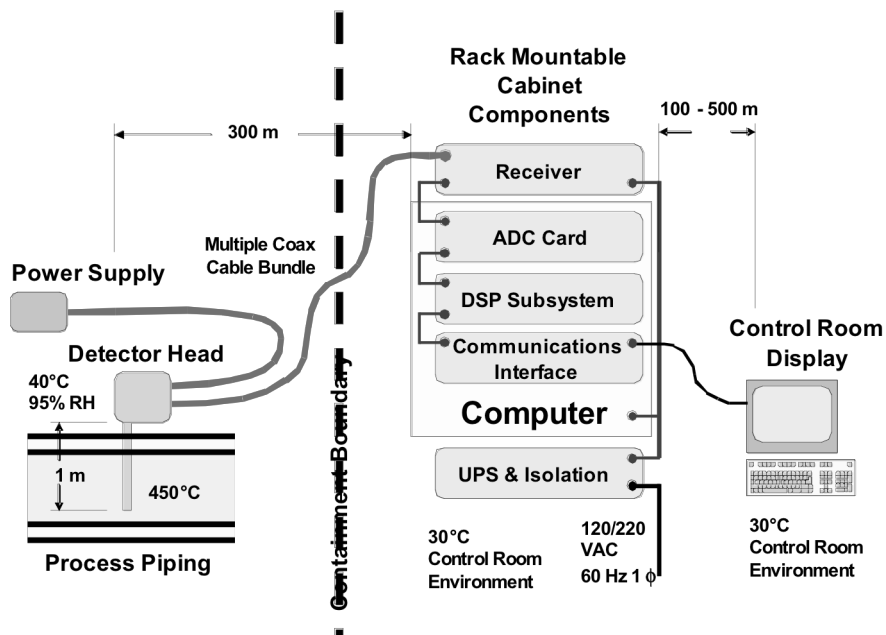 Rack Mountable
Cabinet
Components
100 - 500 m
300 m
Receiver
Multiple Coax
Cable Bundle
ADC Card
Power Supply
DSP Subsystem
Detector Head
Communications
Interface
Control Room
Display
40°C
95% RH
Computer
Containment Boundary
1 m
450°C
UPS & Isolation
Process Piping
30°C
Control Room
Environment
120/220
VAC
60 Hz 1 ϕ
30°C
Control Room
Environment